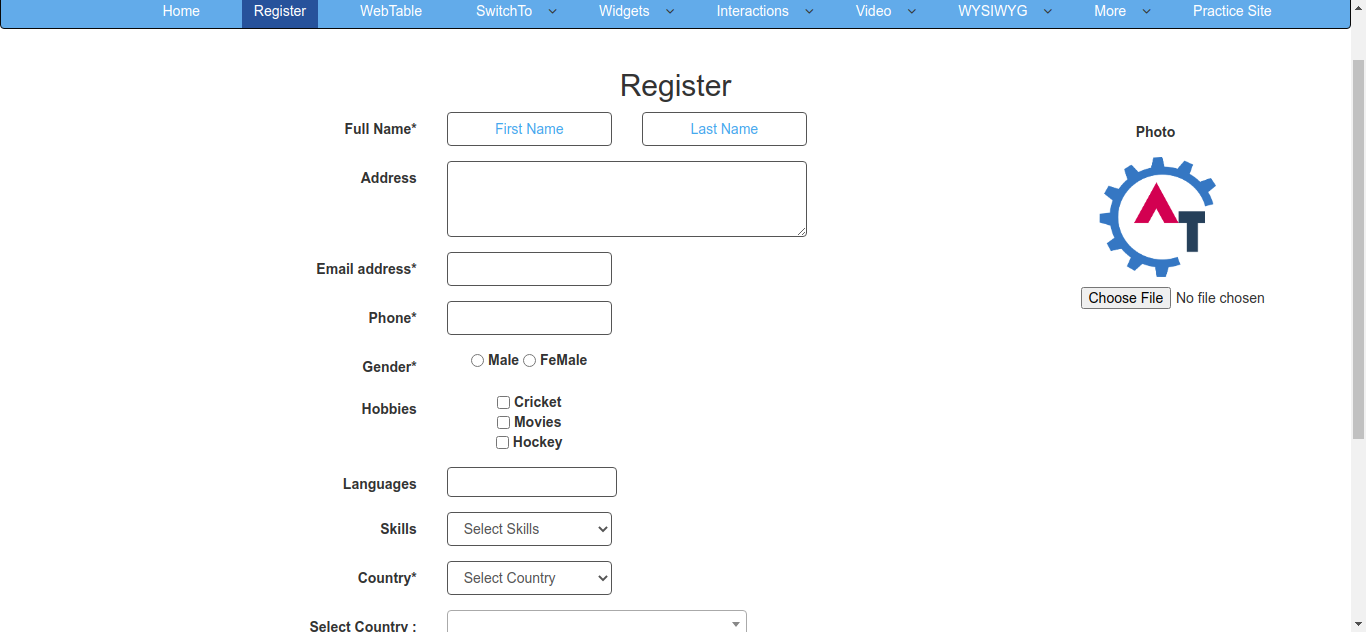 Home Register WebTable SwitchTo Widgets Interactions Video WYSIWYG More Practice Site
Register
Full Name* First Name Last Name
Photo
Address
AT
Email address*
Choose File No file chosen
Phone*
Gender* Male FeMale
Hobbies Cricket
Movies
Hockey
Languages
Skills Select Skills
Country* Select Country
Select Country :